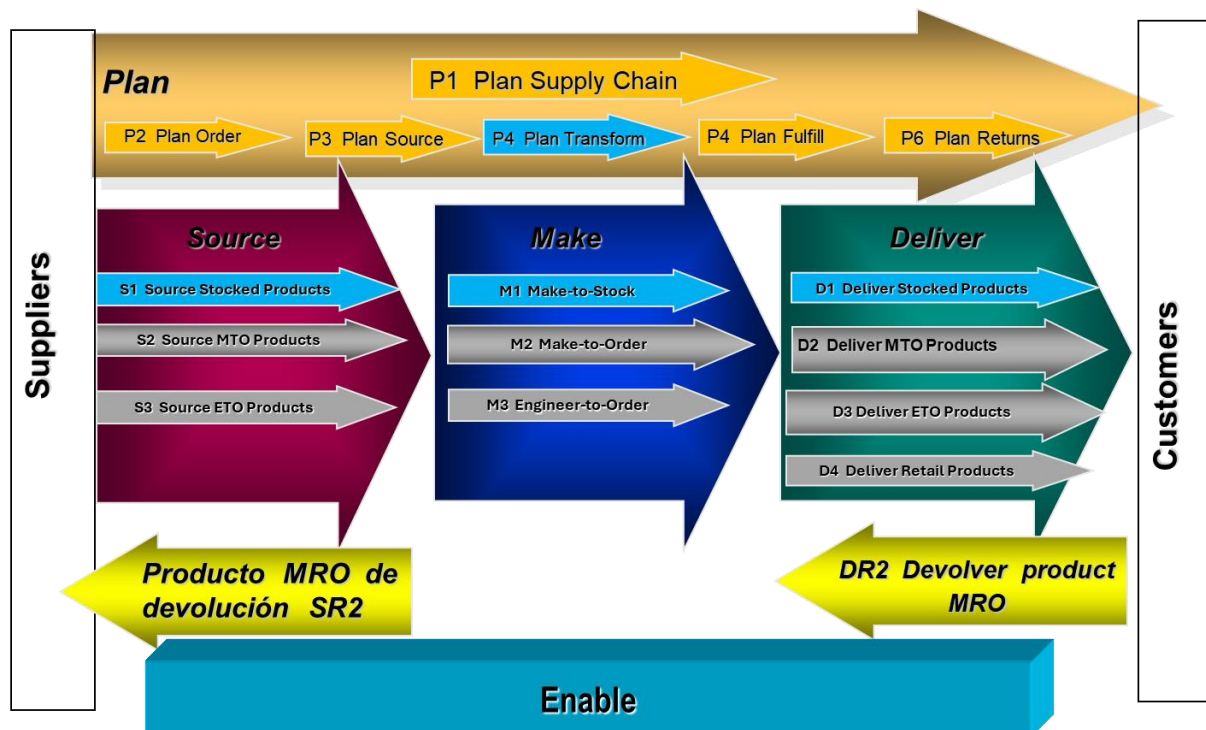 Suppliers
Plan
P1 Plan Supply Chain
P2 Plan Order
P3 Plan Source
P4 Plan Transform
P4 Plan Fulfill
P6 Plan Returns
Source
S1 Source Stocked Products
S2 Source MTO Products
S3 Source ETO Products
Make
M1 Make-to-Stock
M2 Make-to-Order
M3 Engineer-to-Order
Deliver
D1 Deliver Stocked Products
D2 Deliver MTO Products
D3 Deliver ETO Products
D4 Deliver Retail Products
Customers
Producto MRO de
devolución SR2
DR2 Devolver product
MRO
Enable